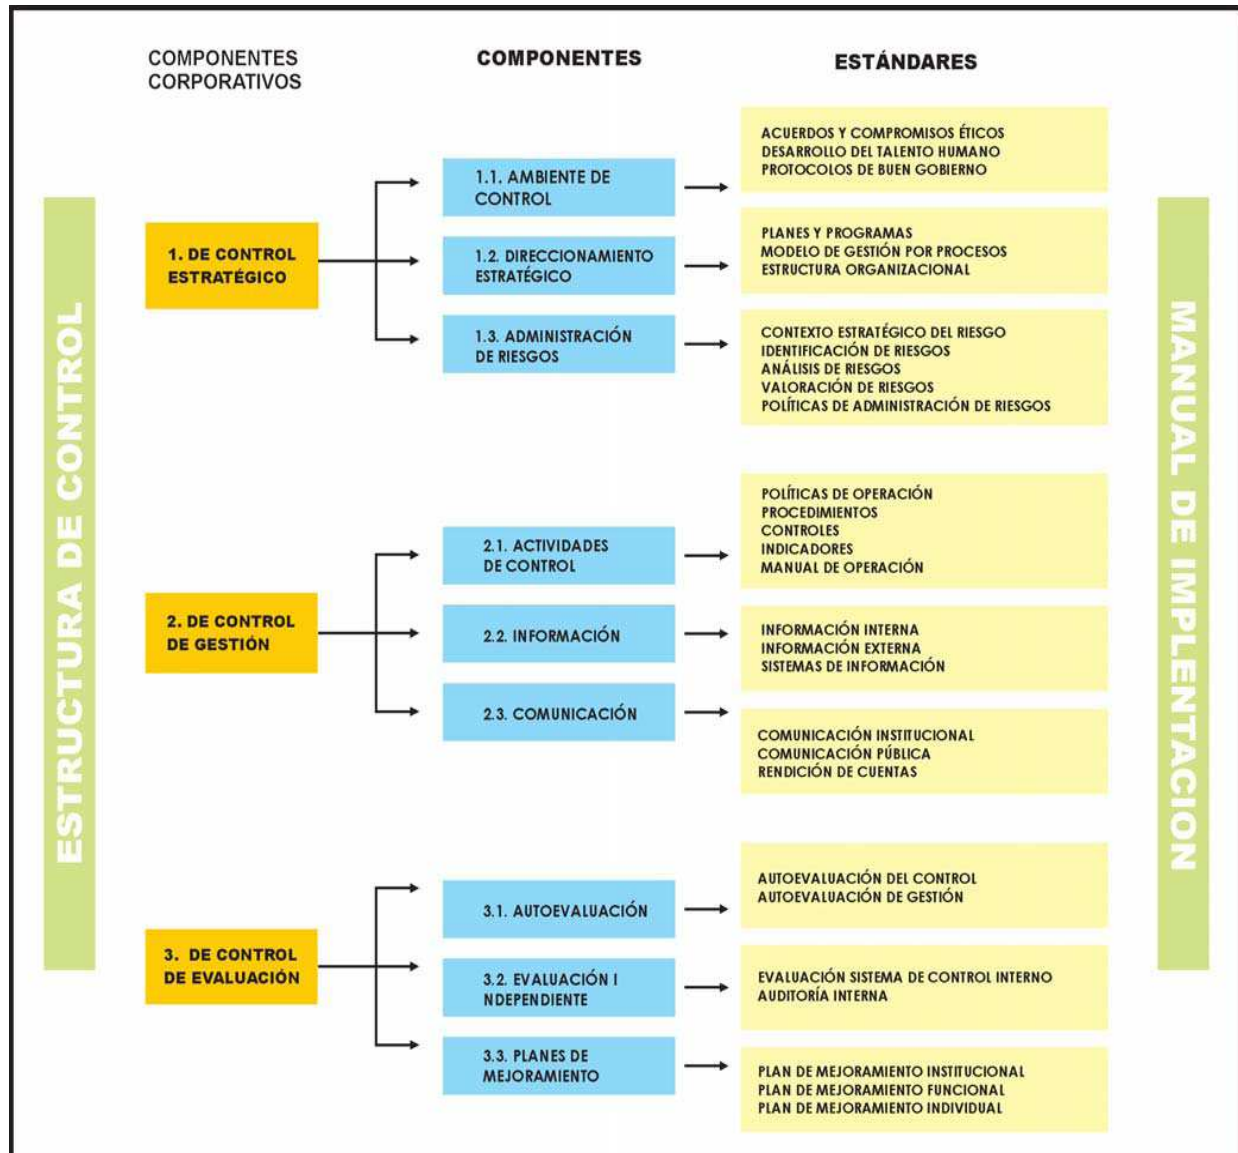 COMPONENTES
CORPORATIVOS
COMPONENTES
ESTÁNDARES
ESTRUCTURA DE CONTROL
1. DE CONTROL
ESTRATÉGICO
1.1. AMBIENTE DE
CONTROL
ACUERDOS Y COMPROMISOS ÉTICOS
DESARROLLO DEL TALENTO HUMANO
PROTOCOLOS DE BUEN GOBIERNO
1.2. DIRECCIONAMIENTO
ESTRATÉGICO
PLANES Y PROGRAMAS
MODELO DE GESTIÓN POR PROCESOS
ESTRUCTURA ORGANIZACIONAL
1.3. ADMINISTRACIÓN
DE RIESGOS
CONTEXTO ESTRATÉGICO DEL RIESGO
IDENTIFICACIÓN DE RIESGOS
ANÁLISIS DE RIESGOS
VALORACIÓN DE RIESGOS
POLÍTICAS DE ADMINISTRACIÓN DE RIESGOS
2. DE CONTROL
DE GESTIÓN
2.1. ACTIVIDADES
DE CONTROL
POLÍTICAS DE OPERACIÓN
PROCEDIMIENTOS
CONTROLES
INDICADORES
MANUAL DE OPERACIÓN
2.2. INFORMACIÓN
INFORMACIÓN INTERNA
INFORMACIÓN EXTERNA
SISTEMAS DE INFORMACIÓN
2.3. COMUNICACIÓN
COMUNICACIÓN INSTITUCIONAL
COMUNICACIÓN PÚBLICA
RENDICIÓN DE CUENTAS
3. DE CONTROL
DE EVALUACIÓN
3.1. AUTOEVALUACIÓN
AUTOEVALUACIÓN DEL CONTROL
AUTOEVALUACIÓN DE GESTIÓN
3.2. EVALUACIÓN I
NDEPENDIENTE
EVALUACIÓN SISTEMA DE CONTROL INTERNO
AUDITORÍA INTERNA
3.3. PLANES DE
MEJORAMIENTO
PLAN DE MEJORAMIENTO INSTITUCIONAL
PLAN DE MEJORAMIENTO FUNCIONAL
PLAN DE MEJORAMIENTO INDIVIDUAL
MANUAL DE IMPLENTACION